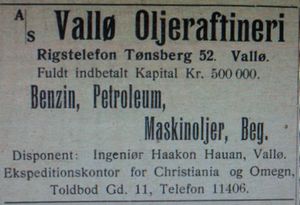 A/S Vallø Oljeraffineri
Rigstelefon Tønsberg 52. Vallø.
Fuldt indbetalt Kapital Kr. 500 000.
Benzin, Petroleum,
Maskinoljer, Beg.
Disponent: Ingeniør Haakon Hauan, Vallø.
Ekspeditionskontor for Christiania og Omegn,
Toldbod Gd. 11, Telefon 11406.